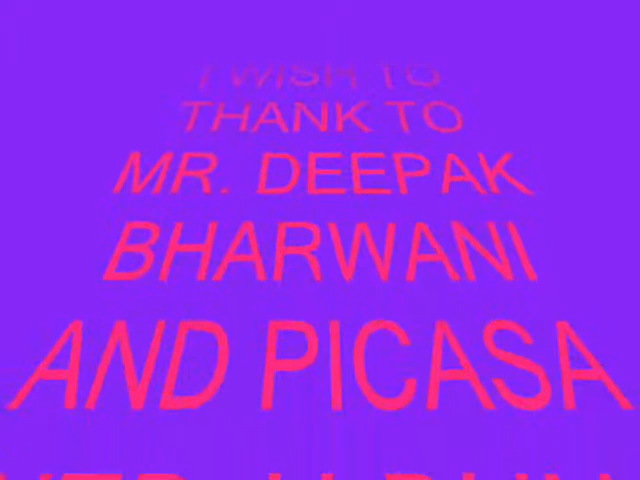 I WISH TO
THANK TO
MR. DEEPAK
BHARWANI
AND PICASA